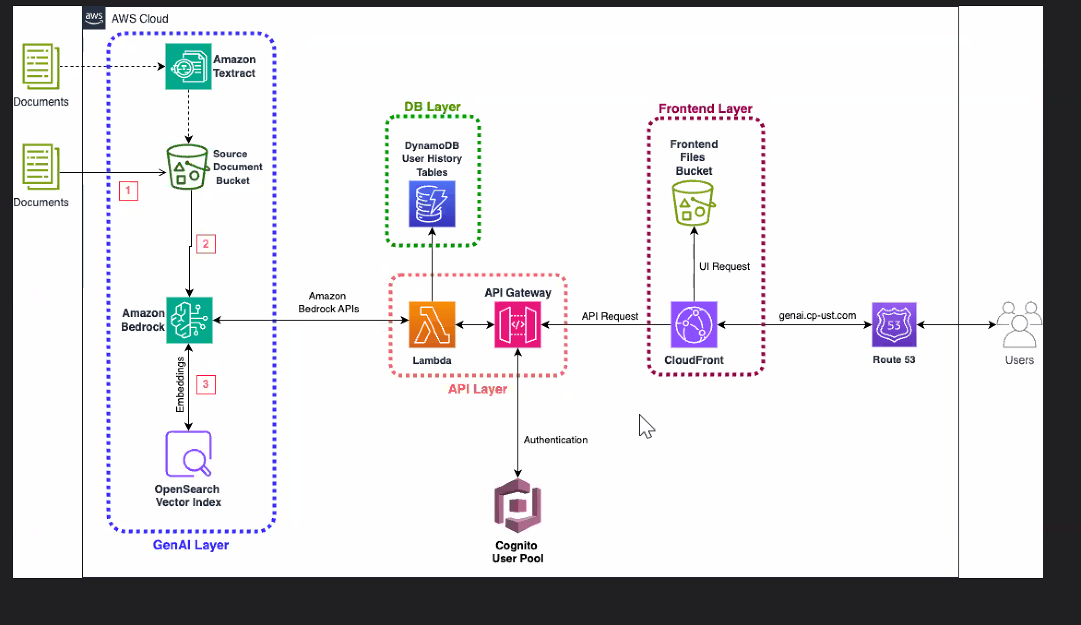 aws
AWS Cloud
Documents
Amazon
Textract
Documents
1
Source
Document
Bucket
2
Amazon
Bedrock
Embeddings
3
OpenSearch
Vector Index
GenAI Layer
Amazon
Bedrock APIs
DB Layer
DynamoDB
User History
Tables
API Gateway
Lambda
API Layer
Authentication
Cognito
User Pool
API Request
Frontend Layer
Frontend
Files
Bucket
UI Request
CloudFront
genai.cp-ust.com
53
Route 53
Users